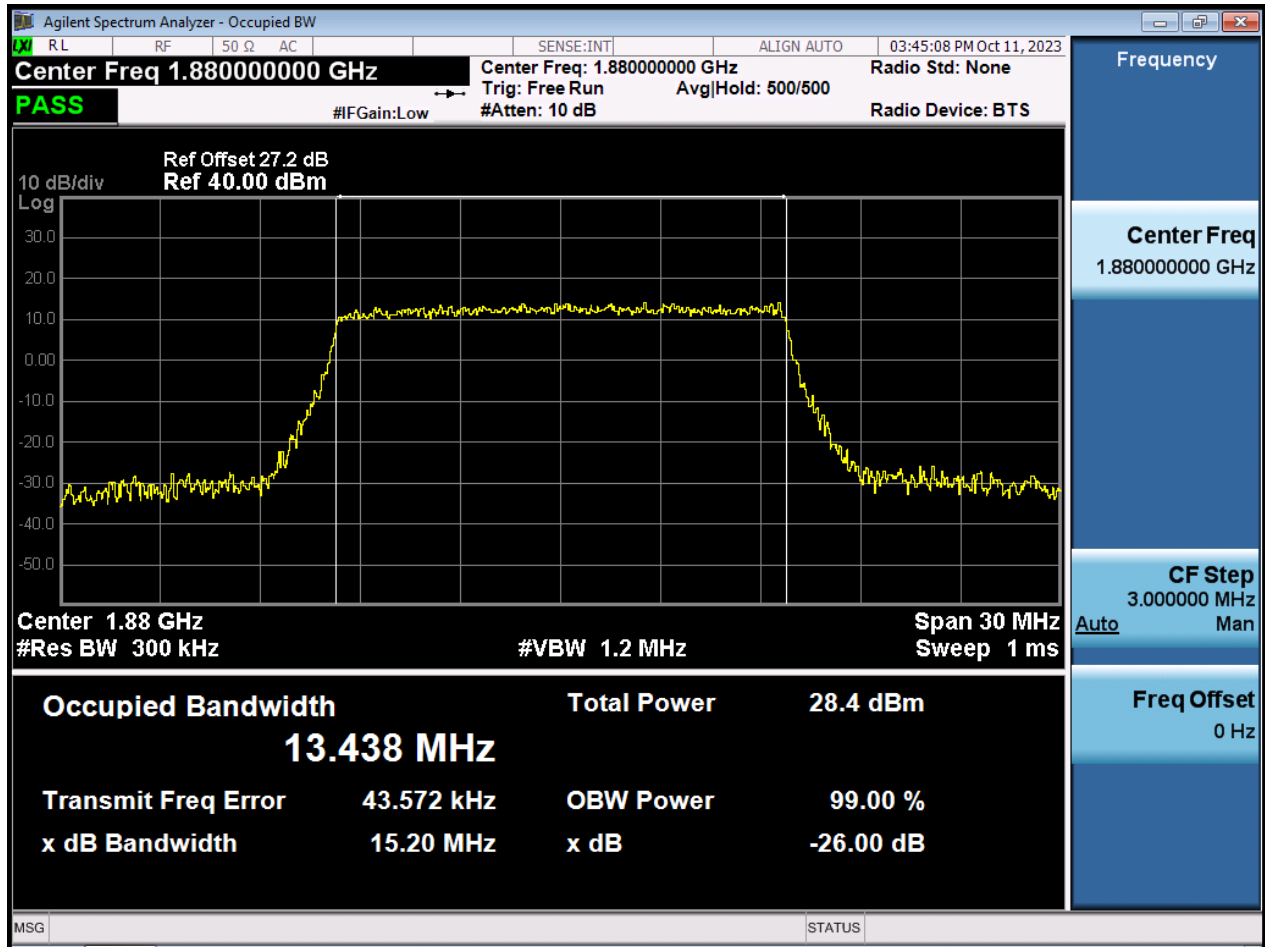 Agilent Spectrum Analyzer - Occupied BW
LXI RL RF 50 Ω AC SENSE:INT ALIGN AUTO 03:45:08 PM Oct 11, 2023
Center Freq 1.880000000 GHz
Center Freq: 1.880000000 GHz
Radio Std: None
Trig: Free Run Avg|Hold: 500/500
PASS
#IFGain:Low
#Atten: 10 dB
Radio Device: BTS
Ref Offset 27.2 dB
10 dB/div Ref 40.00 dBm
Log
30.0
20.0
10.0
0.00
-10.0
-20.0
-30.0
-40.0
-50.0
Center 1.88 GHz Span 30 MHz
#Res BW 300 kHz #VBW 1.2 MHz Sweep 1 ms
Occupied Bandwidth Total Power 28.4 dBm
13.438 MHz
Transmit Freq Error 43.572 kHz OBW Power 99.00 %
x dB Bandwidth 15.20 MHz x dB -26.00 dB
MSG STATUS
Frequency
Center Freq
1.880000000 GHz
CF Step
3.000000 MHz
Auto Man
Freq Offset
0 Hz